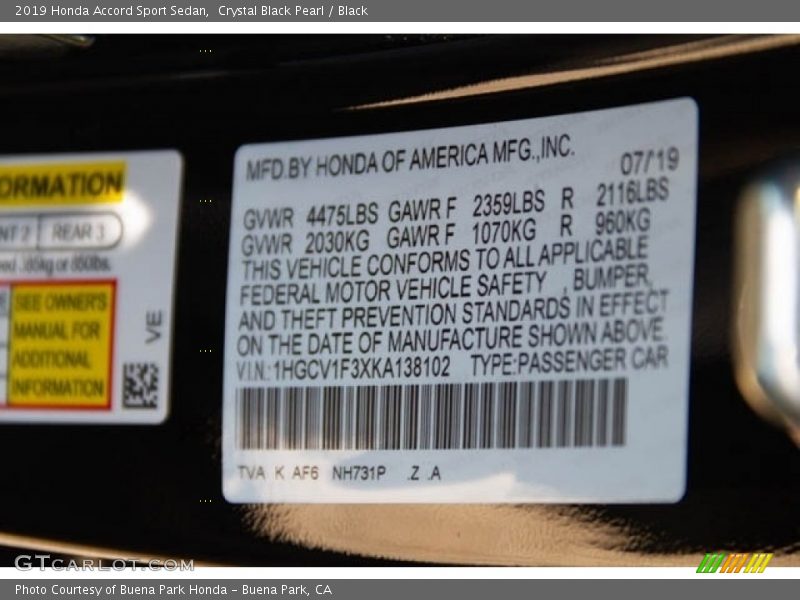 2019 Honda Accord Sport Sedan,  Crystal Black Pearl / Black
ORMATION
NT 2 REAR 3
SEE OWNER'S
MANUAL FOR
ADDITIONAL
INFORMATION
VE
MFD.BY HONDA OF AMERICA MFG.,INC. 07/19
GVWR 4475LBS GAWR F 2359LBS R 2116LBS
GVWR 2030KG GAWR F 1070KG R 960KG
THIS VEHICLE CONFORMS TO ALL APPLICABLE
FEDERAL MOTOR VEHICLE SAFETY , BUMPER,
AND THEFT PREVENTION STANDARDS IN EFFECT
ON THE DATE OF MANUFACTURE SHOWN ABOVE.
V.I.N.:1HGCV1F3XKA138102 TYPE:PASSENGER CAR
TVA K AF6 NH731P .Z .A
GTCARLOT.COM
Photo Courtesy of Buena Park Honda - Buena Park, CA